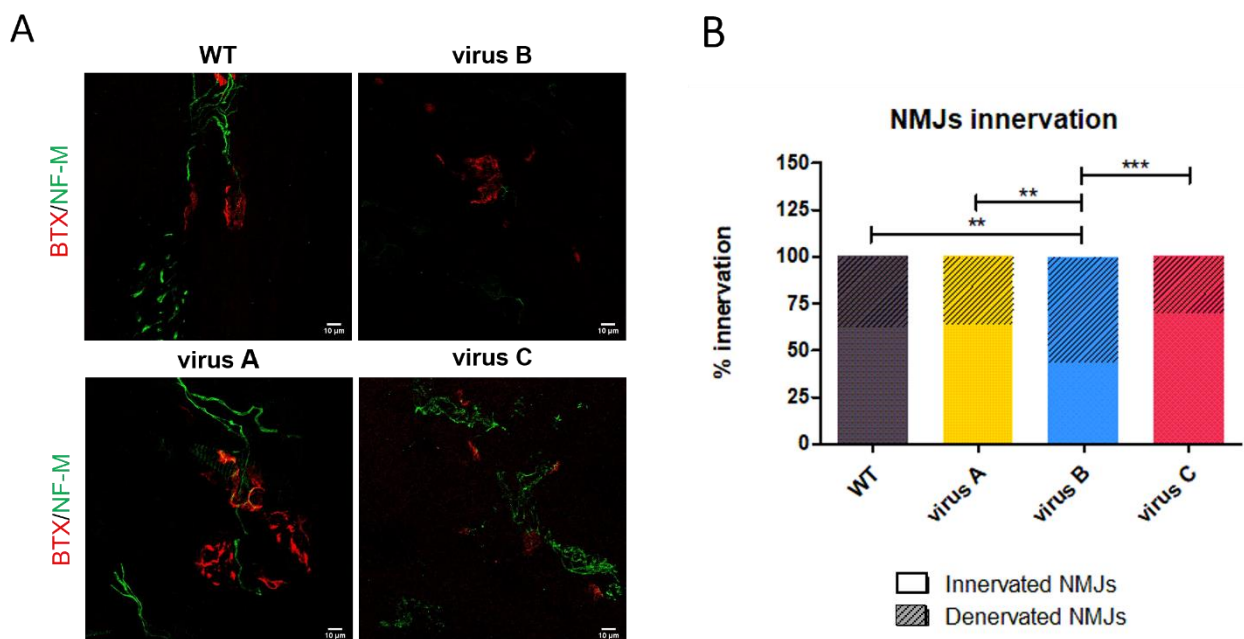 A
WT
virus B
BTX/NF-M
10 µm
10 µm
virus A
virus C
BTX/NF-M
10 µm
10 µm
B
NMJs innervation
% innervation
150
125
100
75
50
25
0
**
**
***
WT
virus A
virus B
virus C
Innervated NMJs
Denervated NMJs